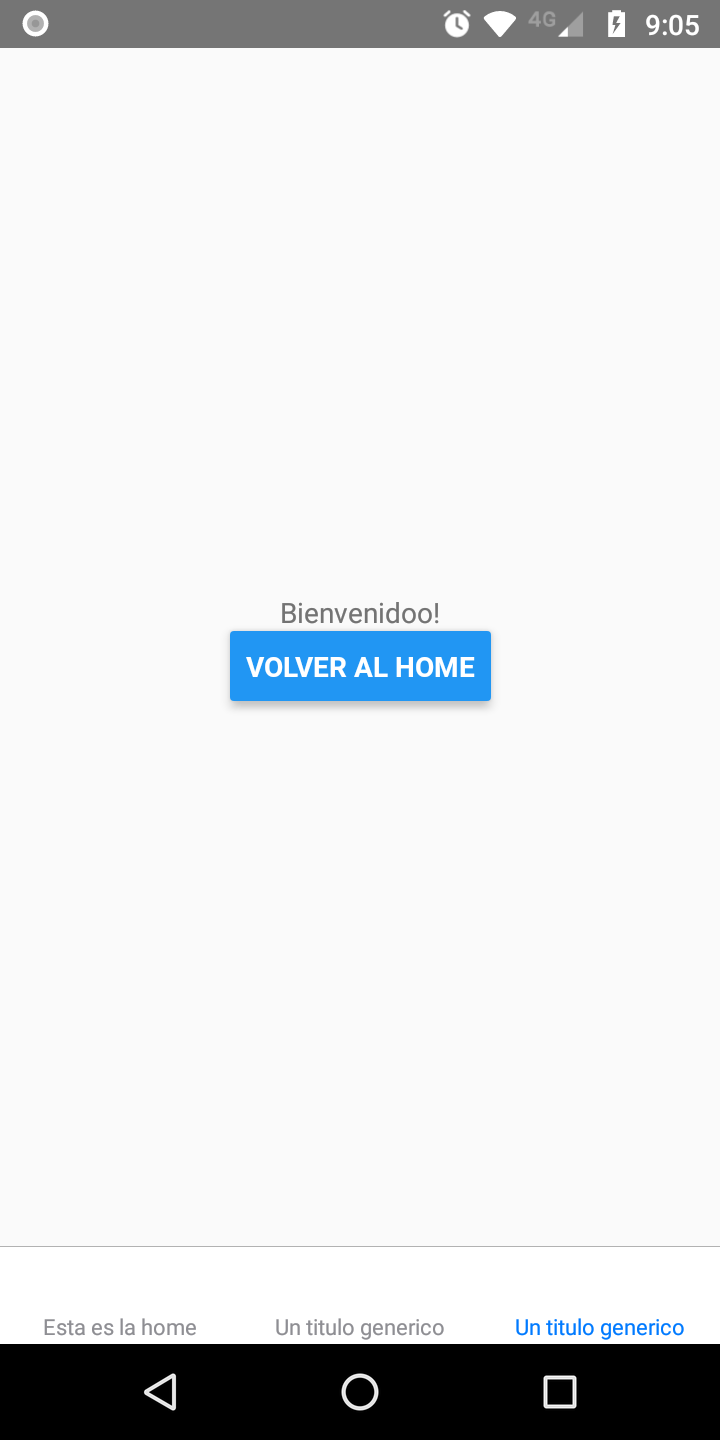 4G 9:05
Bienvenidoo!
VOLVER AL HOME
Esta es la home Un titulo generico Un titulo generico